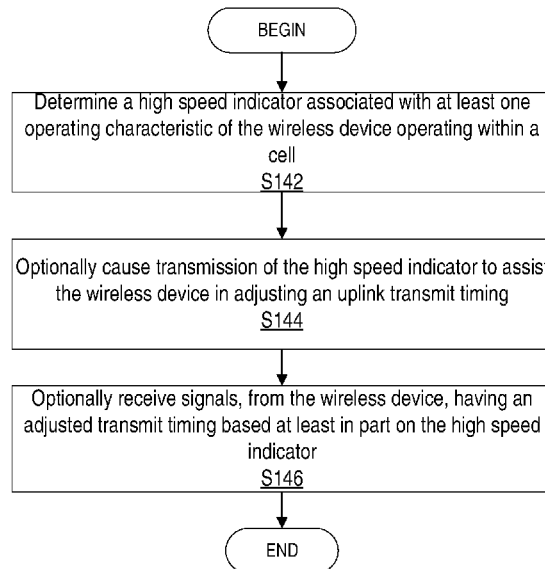 BEGIN
Determine a high speed indicator associated with at least one
operating characteristic of the wireless device operating within a
cell
S142
Optionally cause transmission of the high speed indicator to assist
the wireless device in adjusting an uplink transmit timing
S144
Optionally receive signals, from the wireless device, having an
adjusted transmit timing based at least in part on the high speed
indicator
S146
END